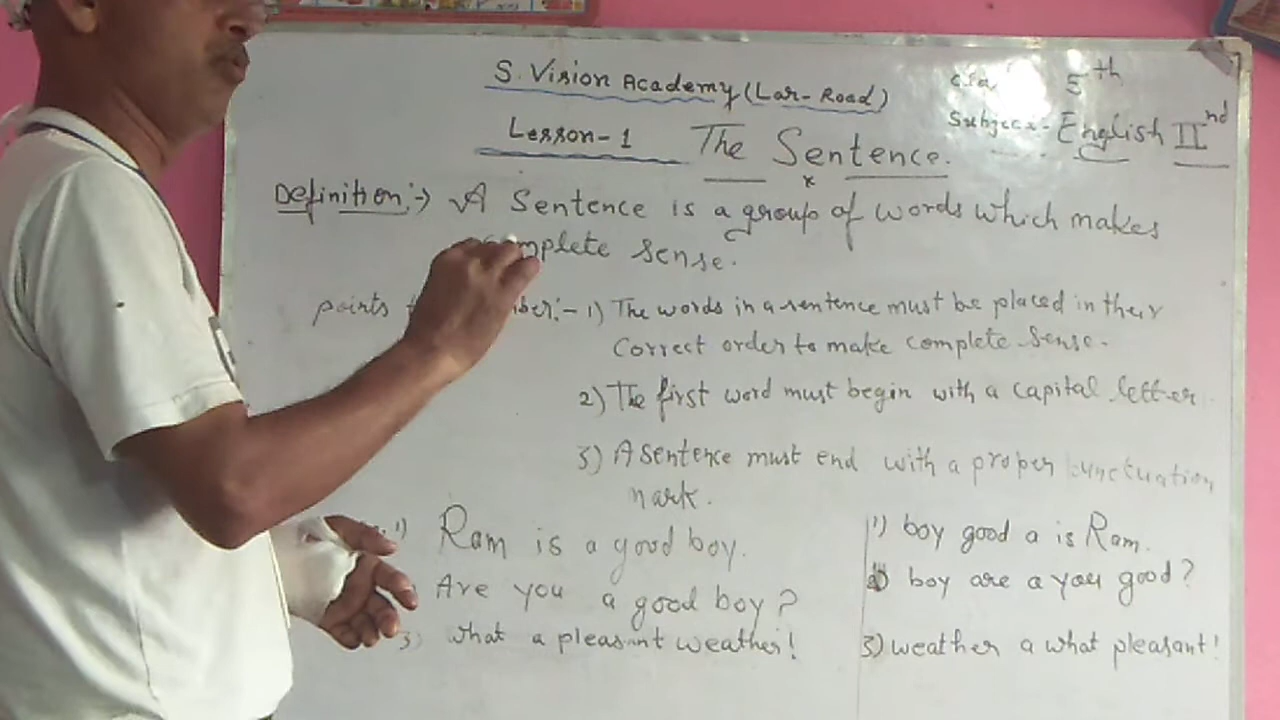 S. Vision Academy (Lar-Road)
5th
Subject- English IInd
Lesson-1 The Sentence.
Definition:→ A Sentence is a group of words which makes
complete sense.
points
1) The words in a sentence must be placed in their
correct order to make complete sense.
2) The first word must begin with a capital letter
3) A sentence must end with a proper punctuation
mark.
1) Ram is a good boy.
Are you a good boy?
3) What a pleasant weather!
1) boy good a is Ram.
boy are a you good?
3) weather a what pleasant!